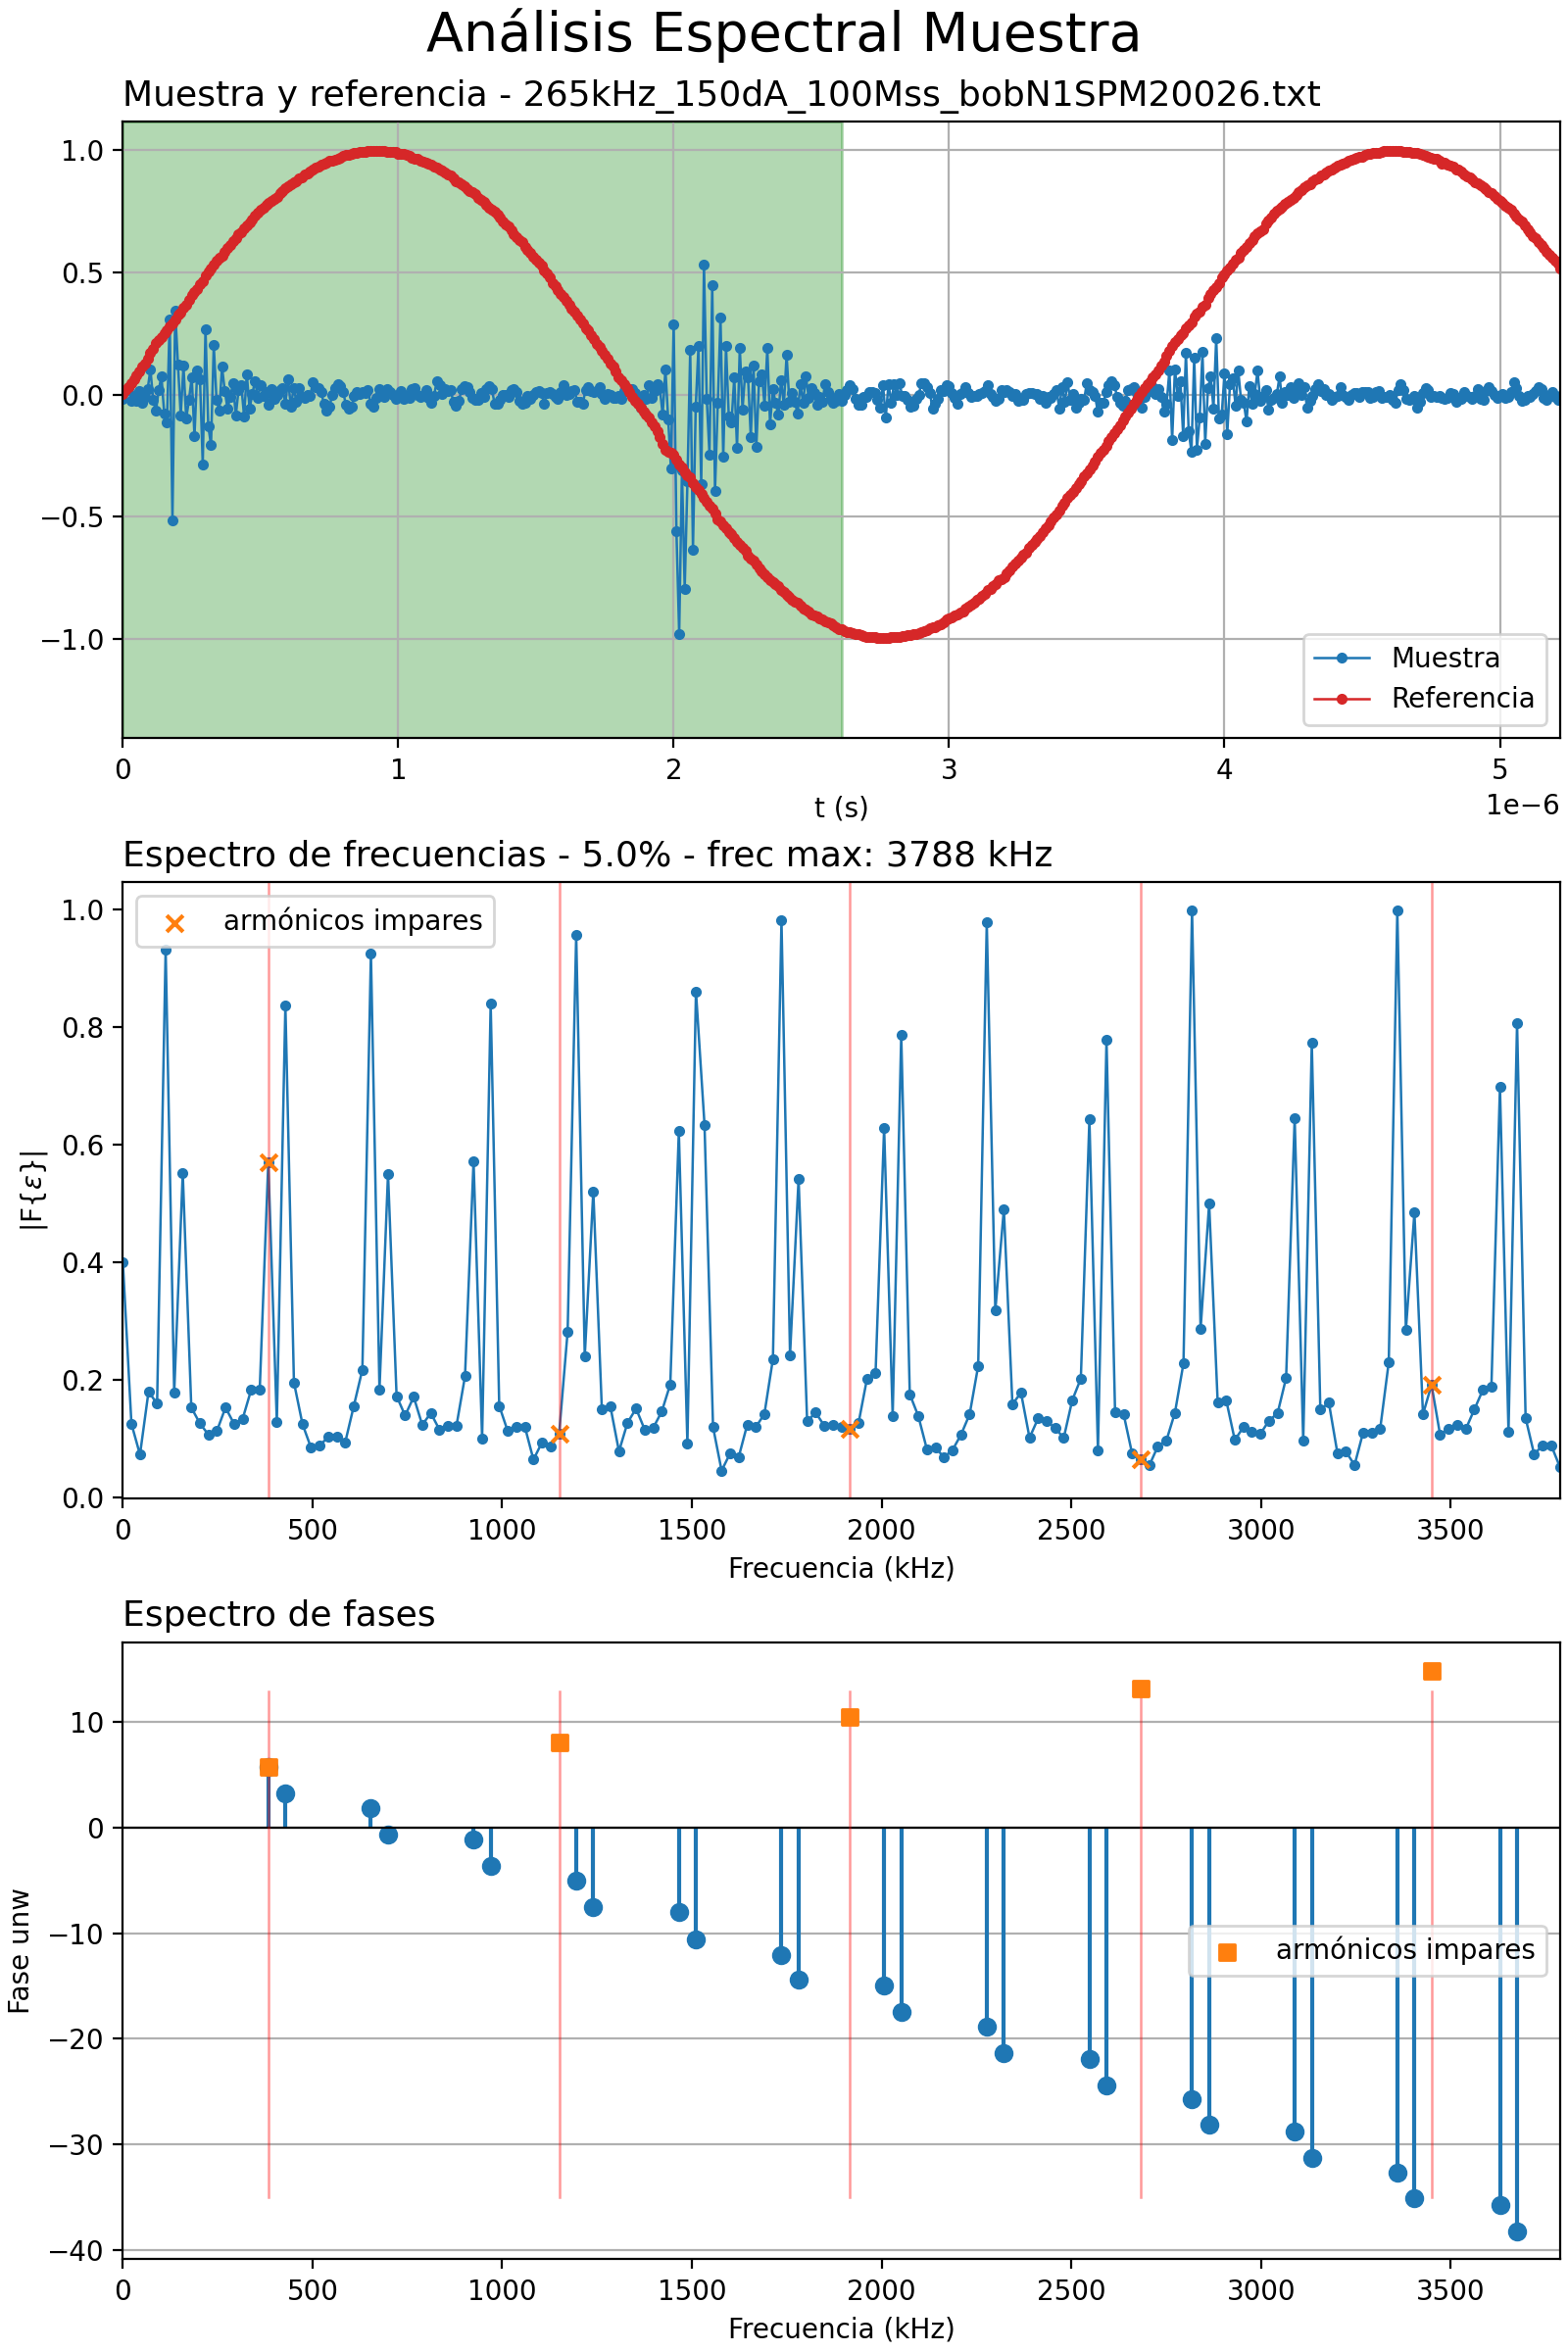 Análisis Espectral Muestra
Muestra y referencia - 265kHz_150dA_100Mss_bobN1SPM20026.txt
1.0
0.5
0.0
−0.5
−1.0
Muestra
Referencia
0 1 2 3 4 5
t (s)
1e−6
Espectro de frecuencias - 5.0% - frec max: 3788 kHz
armónicos impares
1.0
0.8
0.6
0.4
0.2
0.0
|F{ε}|
0 500 1000 1500 2000 2500 3000 3500
Frecuencia (kHz)
Espectro de fases
10
0
−10
−20
−30
−40
Fase unw
armónicos impares
0 500 1000 1500 2000 2500 3000 3500
Frecuencia (kHz)